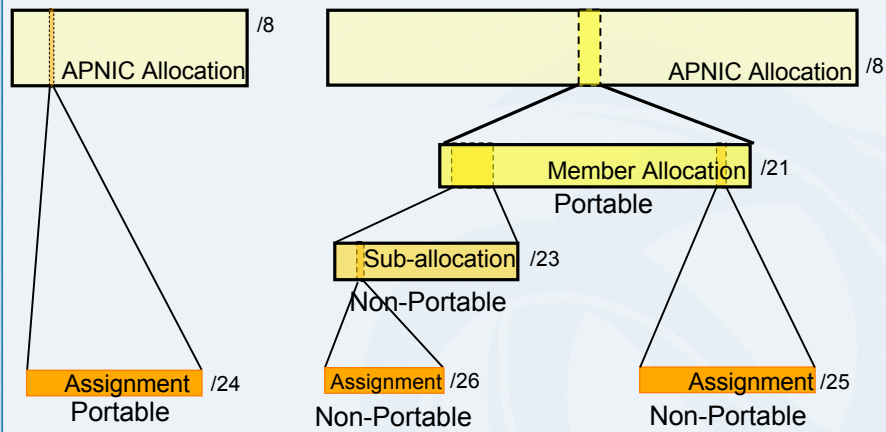 /8
APNIC Allocation
APNIC Allocation /8
Member Allocation /21
Portable
Sub-allocation /23
Non-Portable
Assignment /24
Portable
Assignment /26
Non-Portable
Assignment /25
Non-Portable